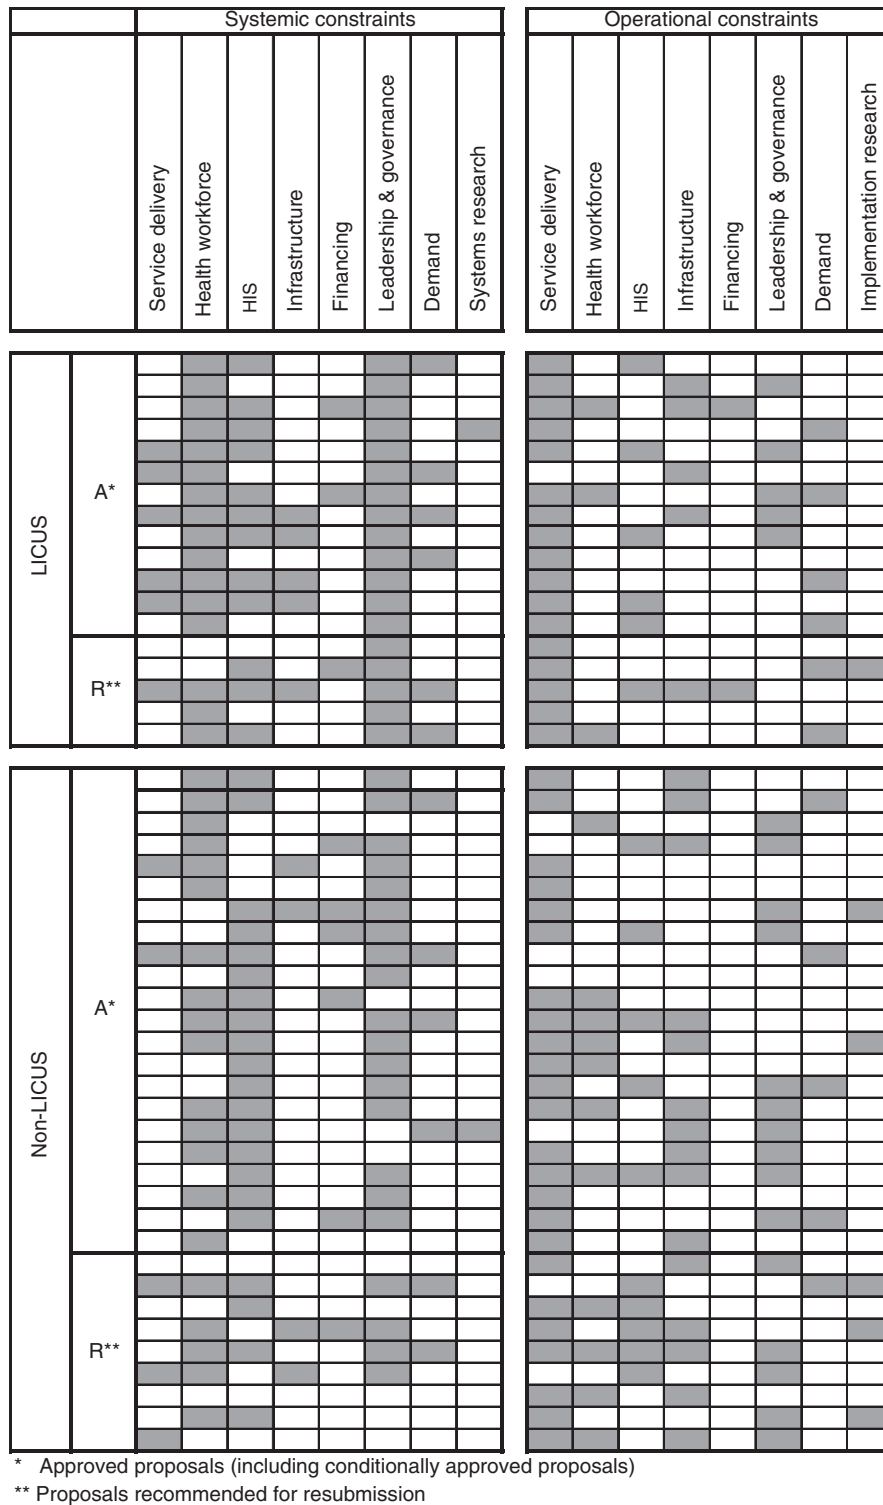 Systemic constraints
Operational constraints
Service delivery
Health workforce
HIS
Infrastructure
Financing
Leadership & governance
Demand
Systems research
Service delivery
Health workforce
HIS
Infrastructure
Financing
Leadership & governance
Demand
Implementation research
LICUS
A*
R**
Non-LICUS
A*
R**
* Approved proposals (including conditionally approved proposals)
** Proposals recommended for resubmission